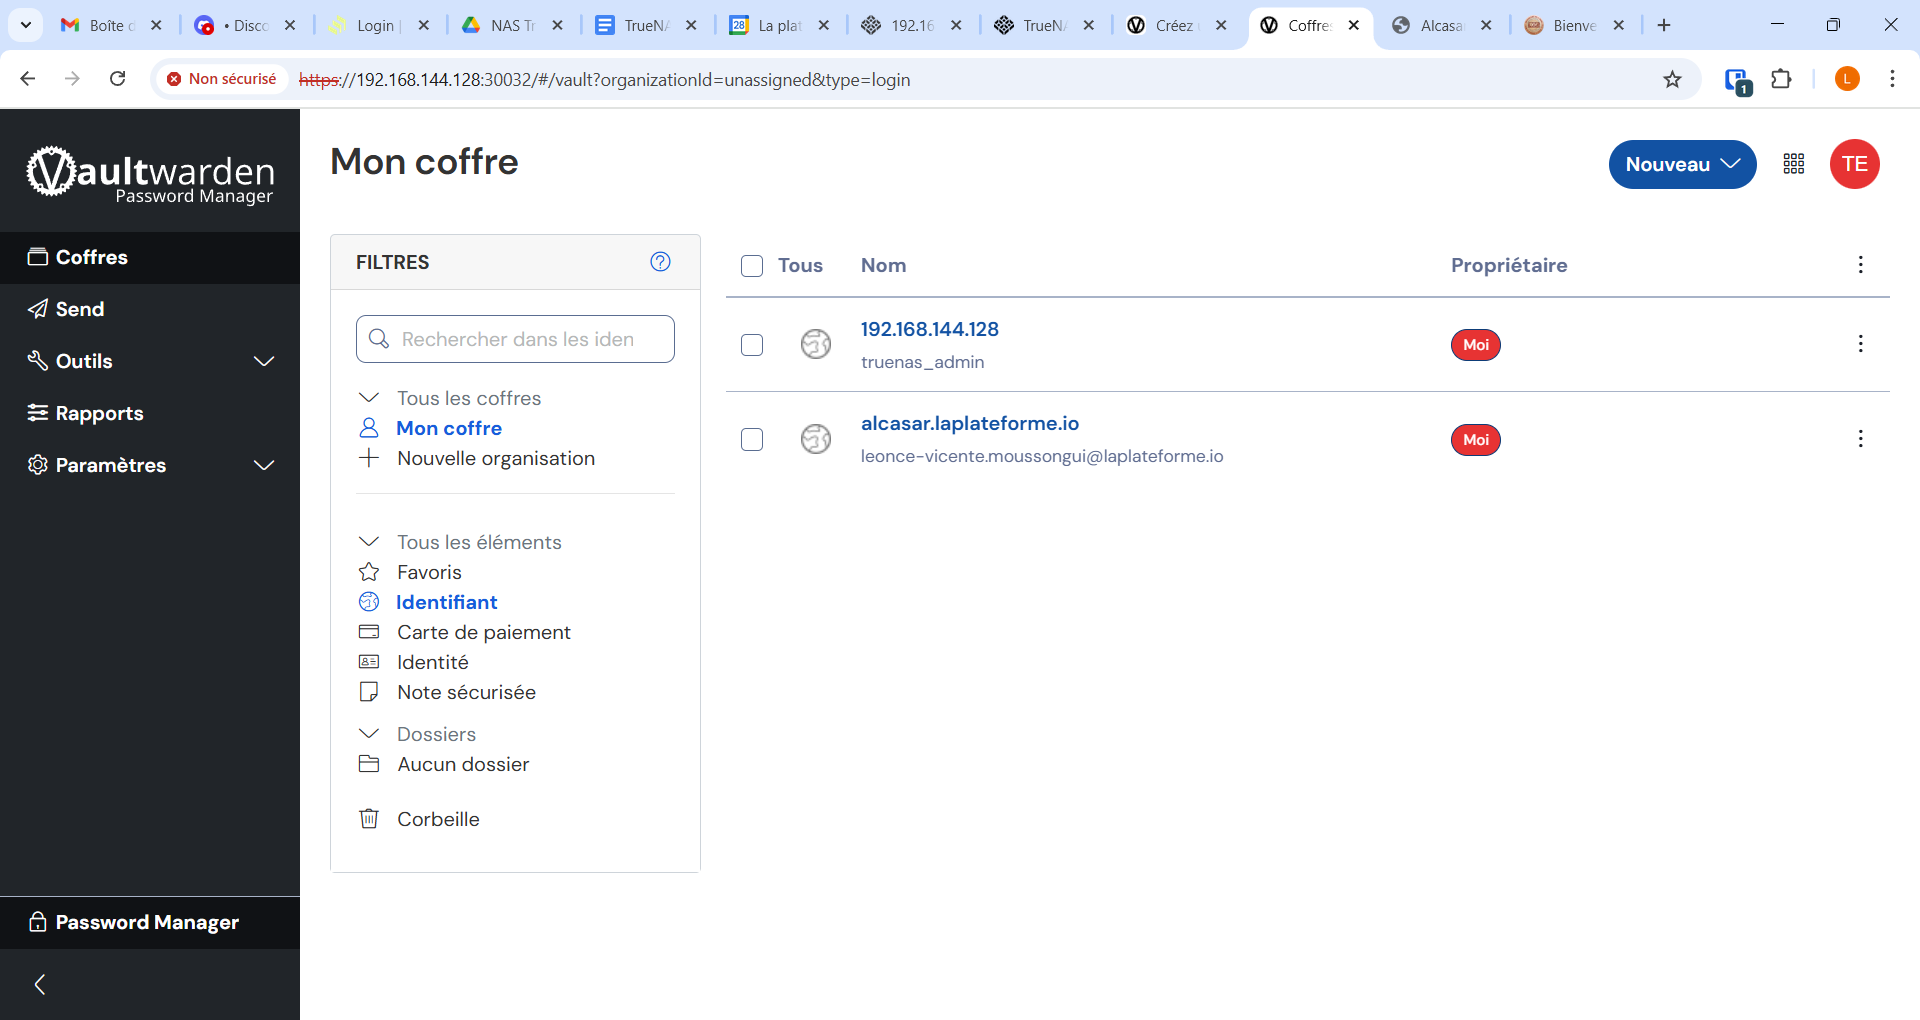 Boîte d
• Disco
Login |
NAS Tr
TrueNA
La plat
192.16
TrueNA
Créez
Coffres
Alcasa
Bienve
Non sécurisé
https://192.168.144.128:30032/#/vault?organizationId=unassigned&type=login
1
L
Vaultwarden
Password Manager
Coffres
Send
Outils
Rapports
Paramètres
Password Manager
Mon coffre
Nouveau
TE
FILTRES
Rechercher dans les iden
Tous les coffres
Mon coffre
Nouvelle organisation
Tous les éléments
Favoris
Identifiant
Carte de paiement
Identité
Note sécurisée
Dossiers
Aucun dossier
Corbeille
Tous Nom Propriétaire
192.168.144.128
truenas_admin
Moi
alcasar.laplateforme.io
leonce-vicente.moussongui@laplateforme.io
Moi